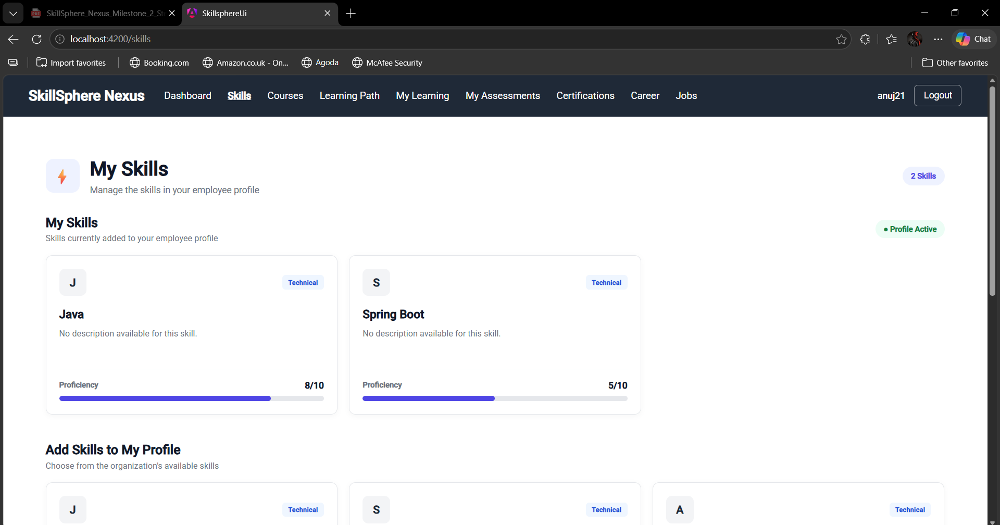 SkillSphere_Nexus_Milestone_2_St
SkillsphereUi
localhost:4200/skills
Chat
Import favorites
Booking.com
Amazon.co.uk - On...
Agoda
McAfee Security
Other favorites
SkillSphere Nexus
Dashboard
Skills
Courses
Learning Path
My Learning
My Assessments
Certifications
Career
Jobs
anuj21
Logout
My Skills
Manage the skills in your employee profile
2 Skills
My Skills
Skills currently added to your employee profile
• Profile Active
J
Technical
Java
No description available for this skill.
Proficiency
8/10
S
Technical
Spring Boot
No description available for this skill.
Proficiency
5/10
Add Skills to My Profile
Choose from the organization's available skills
J
Technical
S
Technical
A
Technical